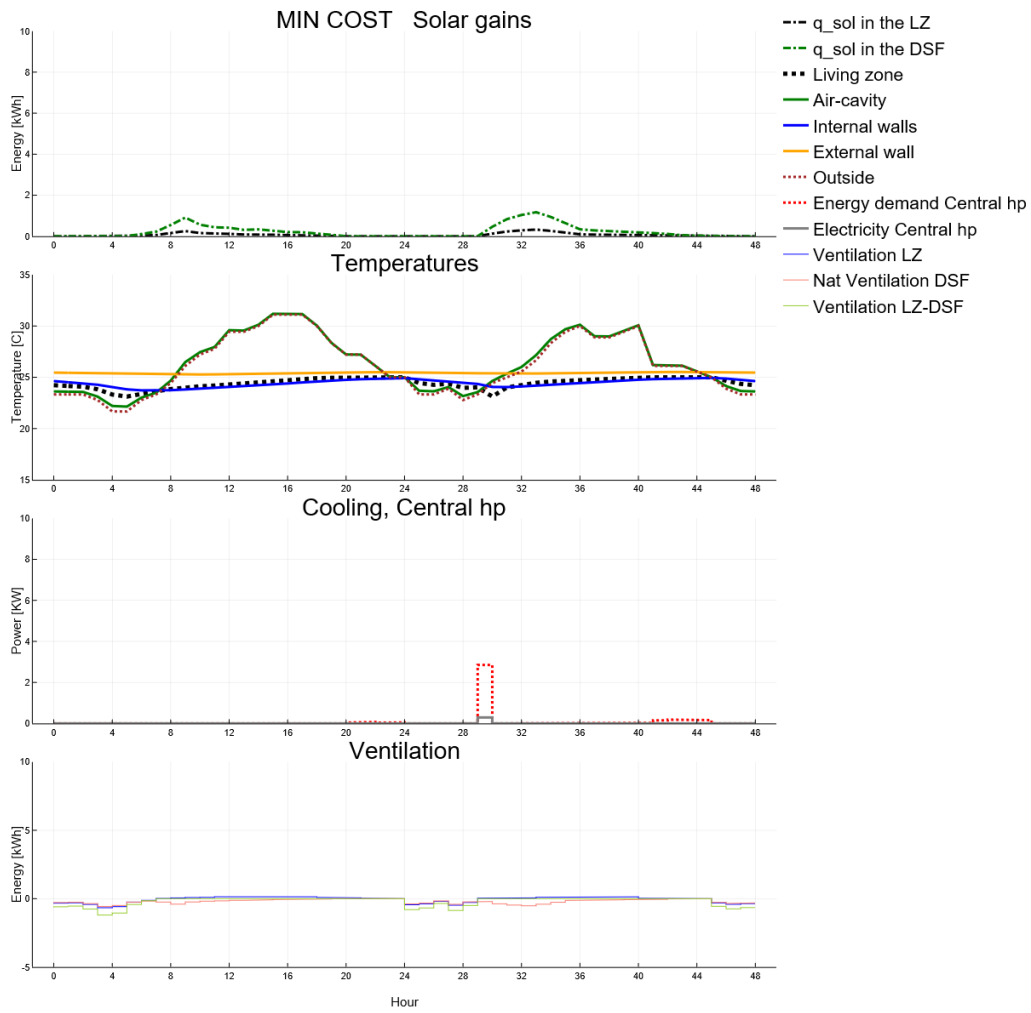 MIN COST   Solar gains
10
8
6
4
2
0
Energy [kWh]
0 4 8 12 16 20 24 28 32 36 40 44 48
q_sol in the LZ
q_sol in the DSF
Living zone
Air-cavity
Internal walls
External wall
Outside
Energy demand Central hp
Electricity Central hp
Ventilation LZ
Nat Ventilation DSF
Ventilation LZ-DSF
Temperatures
35
30
25
20
15
Temperature [C]
0 4 8 12 16 20 24 28 32 36 40 44 48
Cooling, Central hp
10
8
6
4
2
0
Power [KW]
0 4 8 12 16 20 24 28 32 36 40 44 48
Ventilation
10
5
0
-5
Energy [kWh]
0 4 8 12 16 20 24 28 32 36 40 44 48
Hour